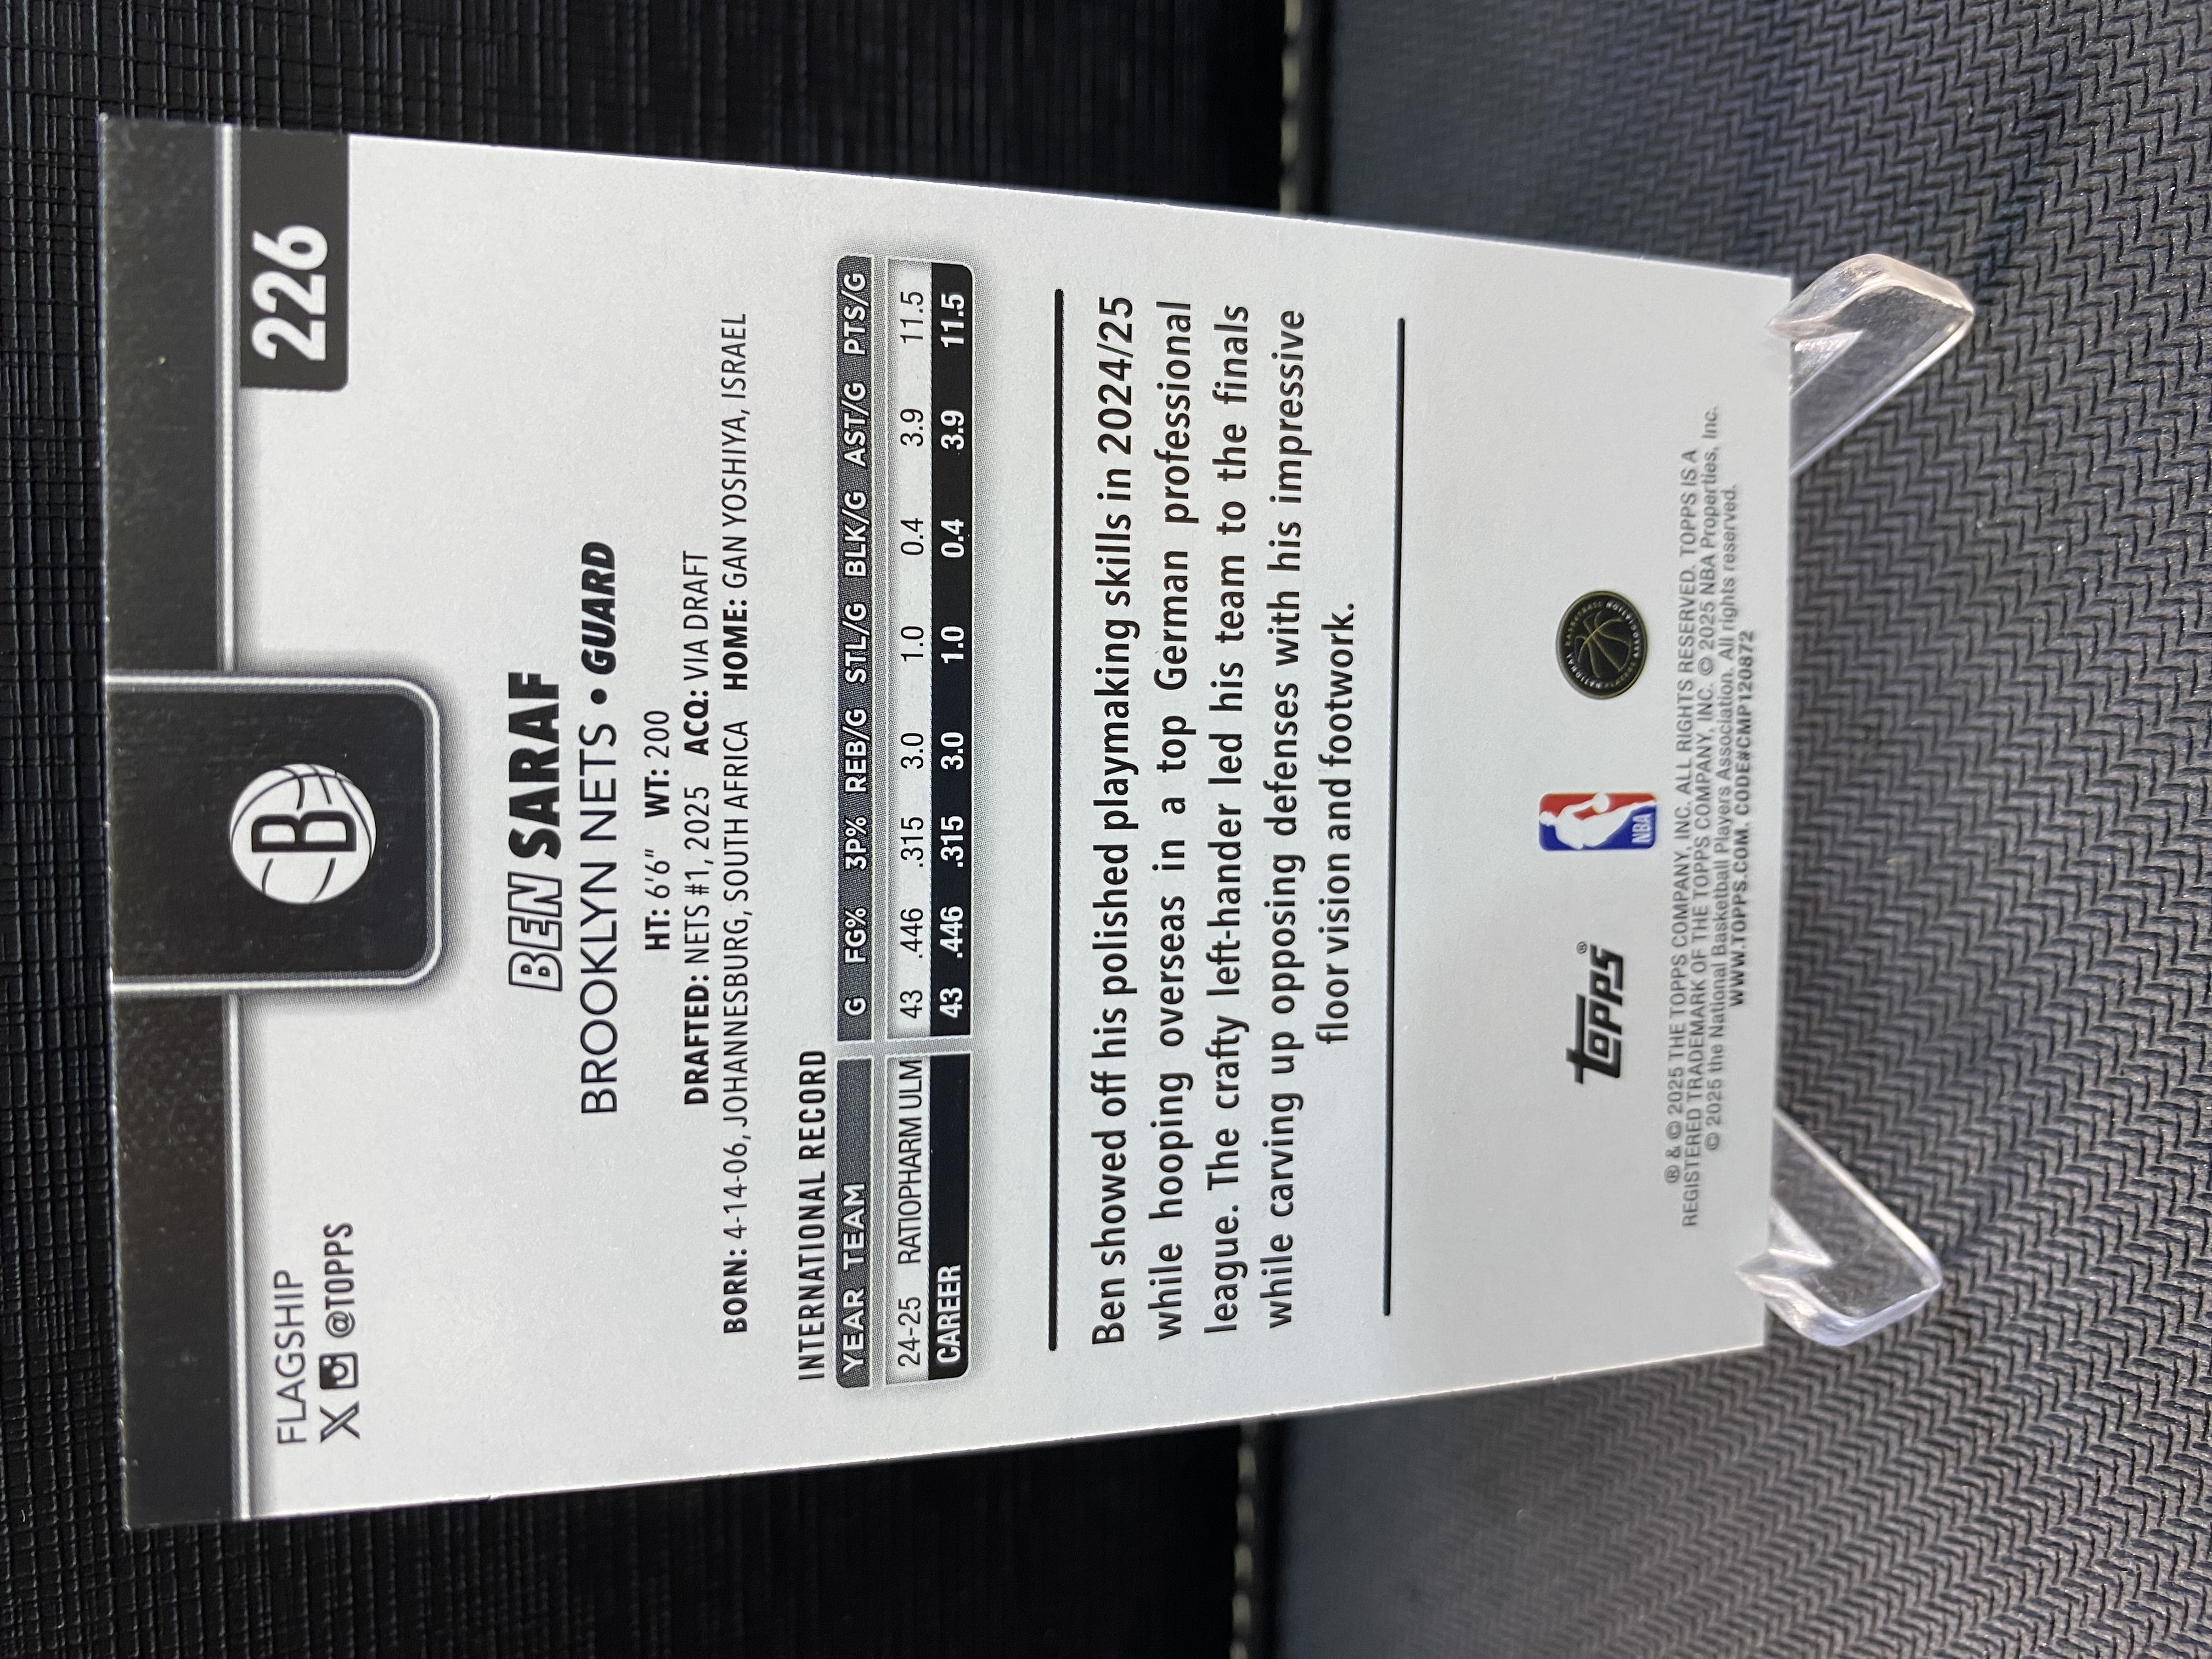 B
226
FLAGSHIP
X @TOPPS
BEN SARAF
BROOKLYN NETS • GUARD
HT: 6'6" WT: 200
DRAFTED: NETS #1, 2025 ACQ: VIA DRAFT
BORN: 4-14-06, JOHANNESBURG, SOUTH AFRICA HOME: GAN YOSHIYA, ISRAEL
INTERNATIONAL RECORD
YEAR TEAM G FG% 3P% REB/G STL/G BLK/G AST/G PTS/G
24-25 RATIOPHARM ULM 43 .446 .315 3.0 1.0 0.4 3.9 11.5
CAREER 43 .446 .315 3.0 1.0 0.4 3.9 11.5
Ben showed off his polished playmaking skills in 2024/25
while hooping overseas in a top German professional
league. The crafty left-hander led his team to the finals
while carving up opposing defenses with his impressive
floor vision and footwork.
topps®
NBA
® & © 2025 THE TOPPS COMPANY, INC. ALL RIGHTS RESERVED. TOPPS IS A
REGISTERED TRADEMARK OF THE TOPPS COMPANY, INC. © 2025 NBA Properties, Inc.
© 2025 the National Basketball Players Association. All rights reserved.
WWW.TOPPS.COM. CODE#CMP120872